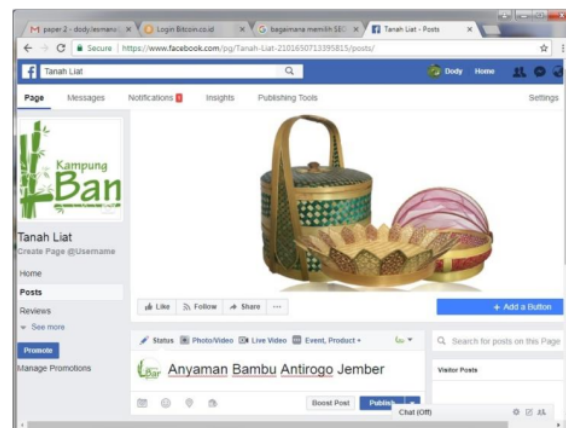 paper 2 - dody.lesmana
Login Bitcoin.co.id
bagaimana memilih SEO
Tanah Liat - Posts
Secure https://www.facebook.com/pg/Tanah-Liat-2101650713395815/posts/
Tanah Liat
Dody Home
Page Messages Notifications Insights Publishing Tools Settings
Kampung
Ban
Tanah Liat
Create Page @Username
Home
Posts
Reviews
See more
Promote
Manage Promotions
Like Follow Share
+ Add a Button
Status Photo/Video Live Video Event, Product +
Search for posts on this Page
Anyaman Bambu Antirogo Jember
Visitor Posts
Boost Post Publish
Chat (Off)